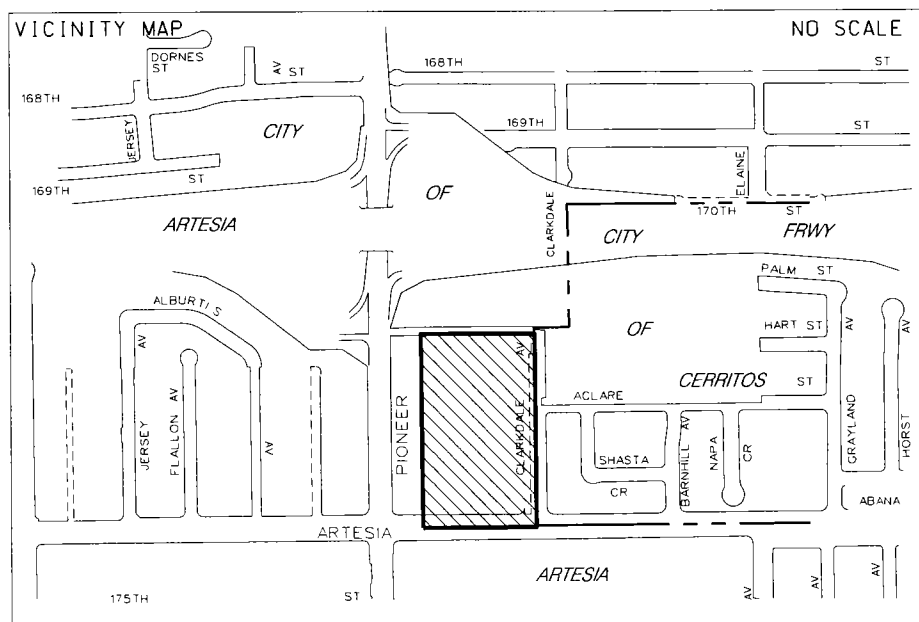 VICINITY MAP
NO SCALE
DORNES
ST
AV
ST
168TH
ST
168TH
CITY
169TH
ST
JERSEY
169TH
ST
ELAINE
OF
CLARKDALE
170TH
ST
ARTESIA
CITY
FRWY
PALM ST
ALBURTIS
AV
HART ST
AV
OF
CERRITOS
ST
AV
ACLARE
PIONEER
CLARKDALE
JERSEY
FLALLON AV
AV
SHASTA
CR
BARNHILL AV
NAPA
CR
GRAYLAND
HORST
ABANA
ARTESIA
ARTESIA
175TH
ST
AV
AV
AV
AV